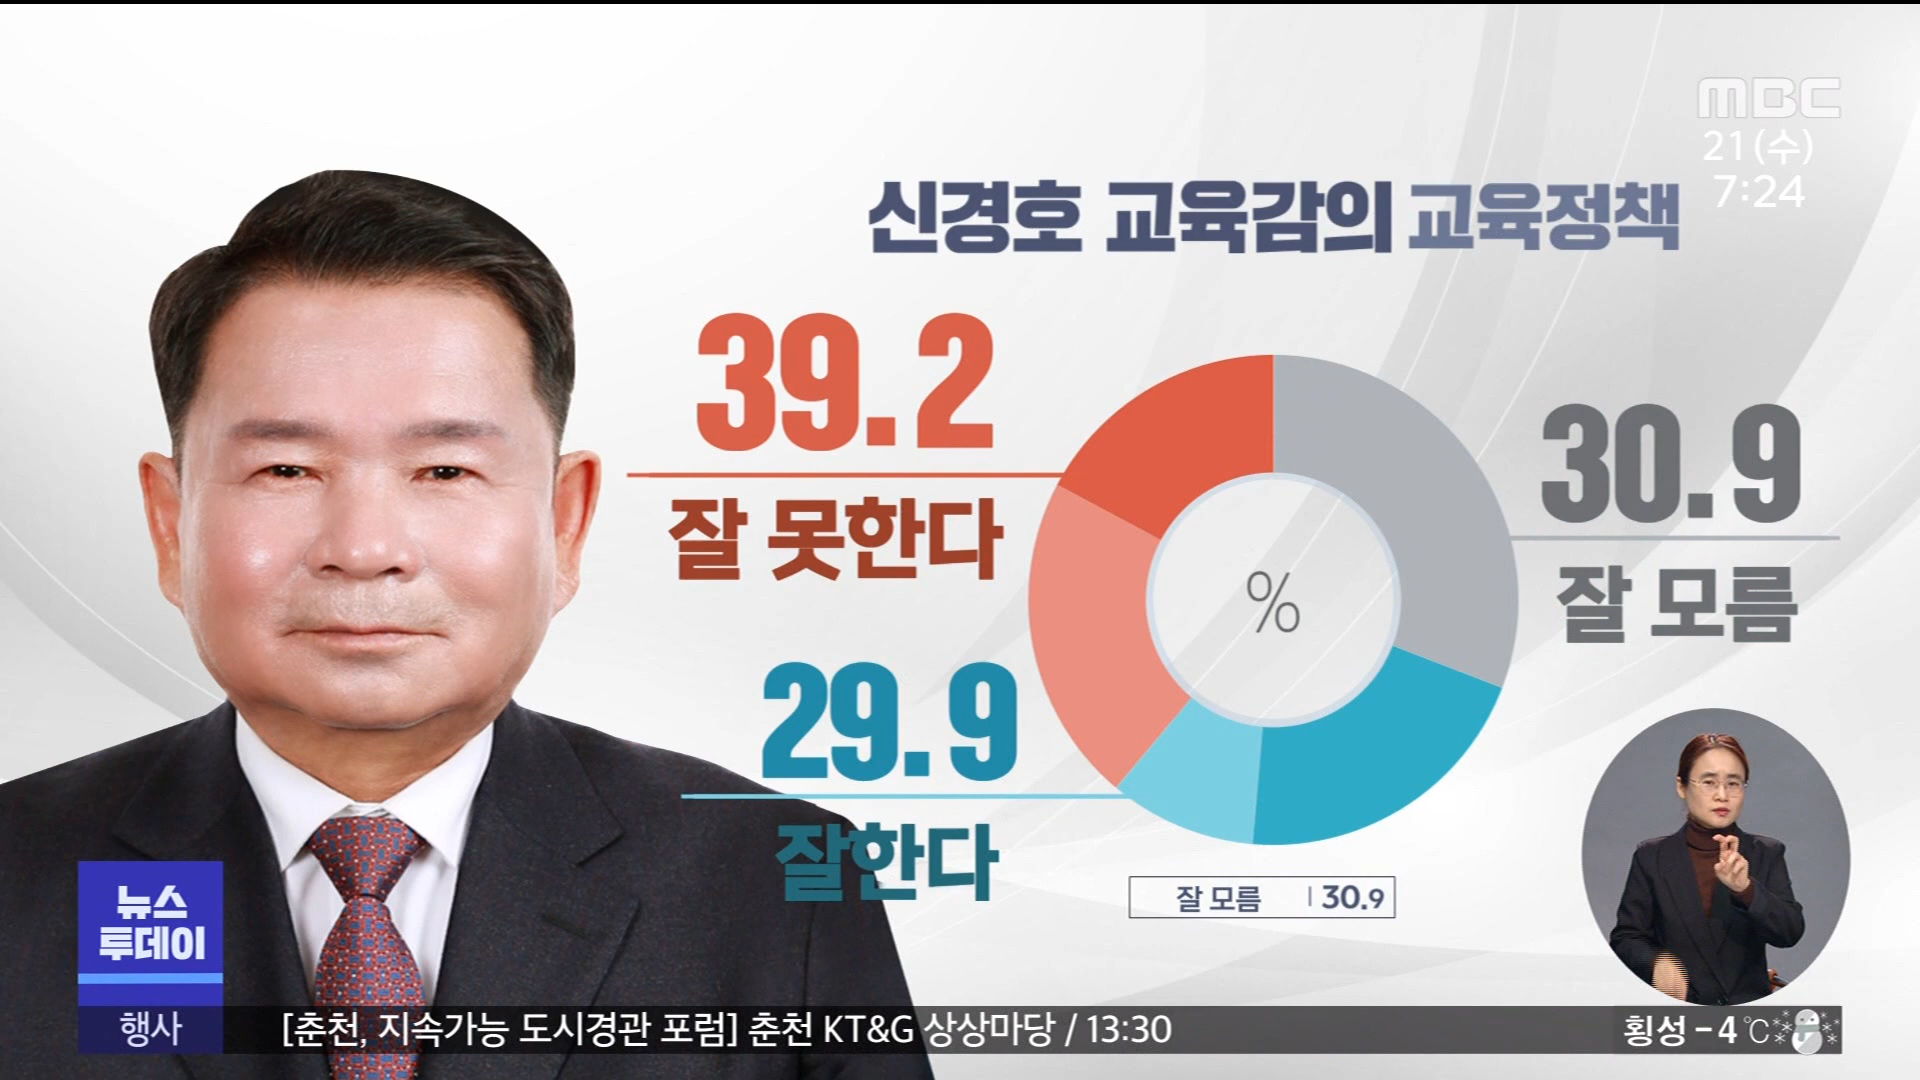 MBC
21(수)
7:24
신경호 교육감의 교육정책
39.2
잘 못한다
30.9
잘 모름
%
29.9
잘한다
잘 모름 | 30.9
뉴스
투데이
행사
[춘천, 지속가능 도시경관 포럼] 춘천 KT&G 상상마당 / 13:30
횡성 -4℃